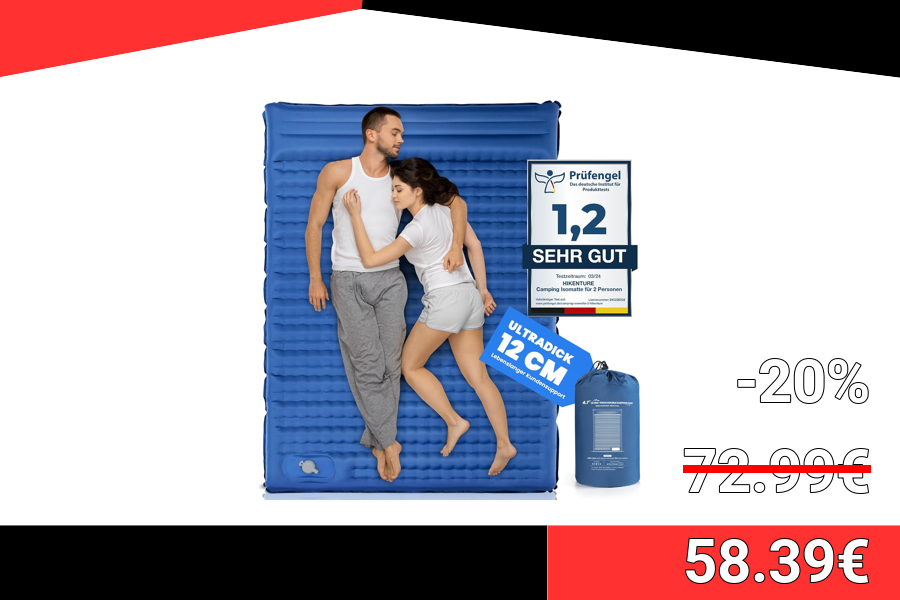 Prüfengel
Das deutsche Institut für
Produkttests
1,2
SEHR GUT
Testzeitraum: 03/24
HIKENTURE
Camping Isomatte für 2 Personen
ULTRADICK
12 CM
Lebenslanger Kundensupport
-20%
72.99€
58.39€